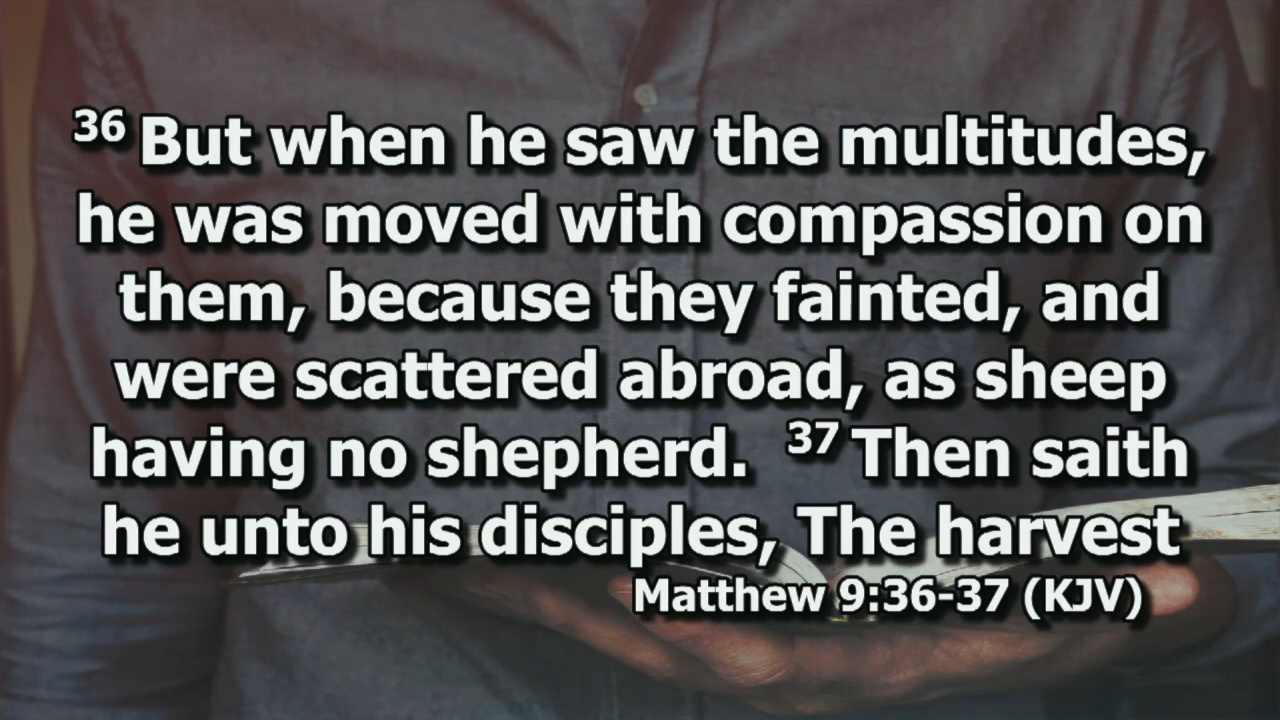 36 But when he saw the multitudes,
he was moved with compassion on
them, because they fainted, and
were scattered abroad, as sheep
having no shepherd. 37 Then saith
he unto his disciples, The harvest
Matthew 9:36-37 (KJV)